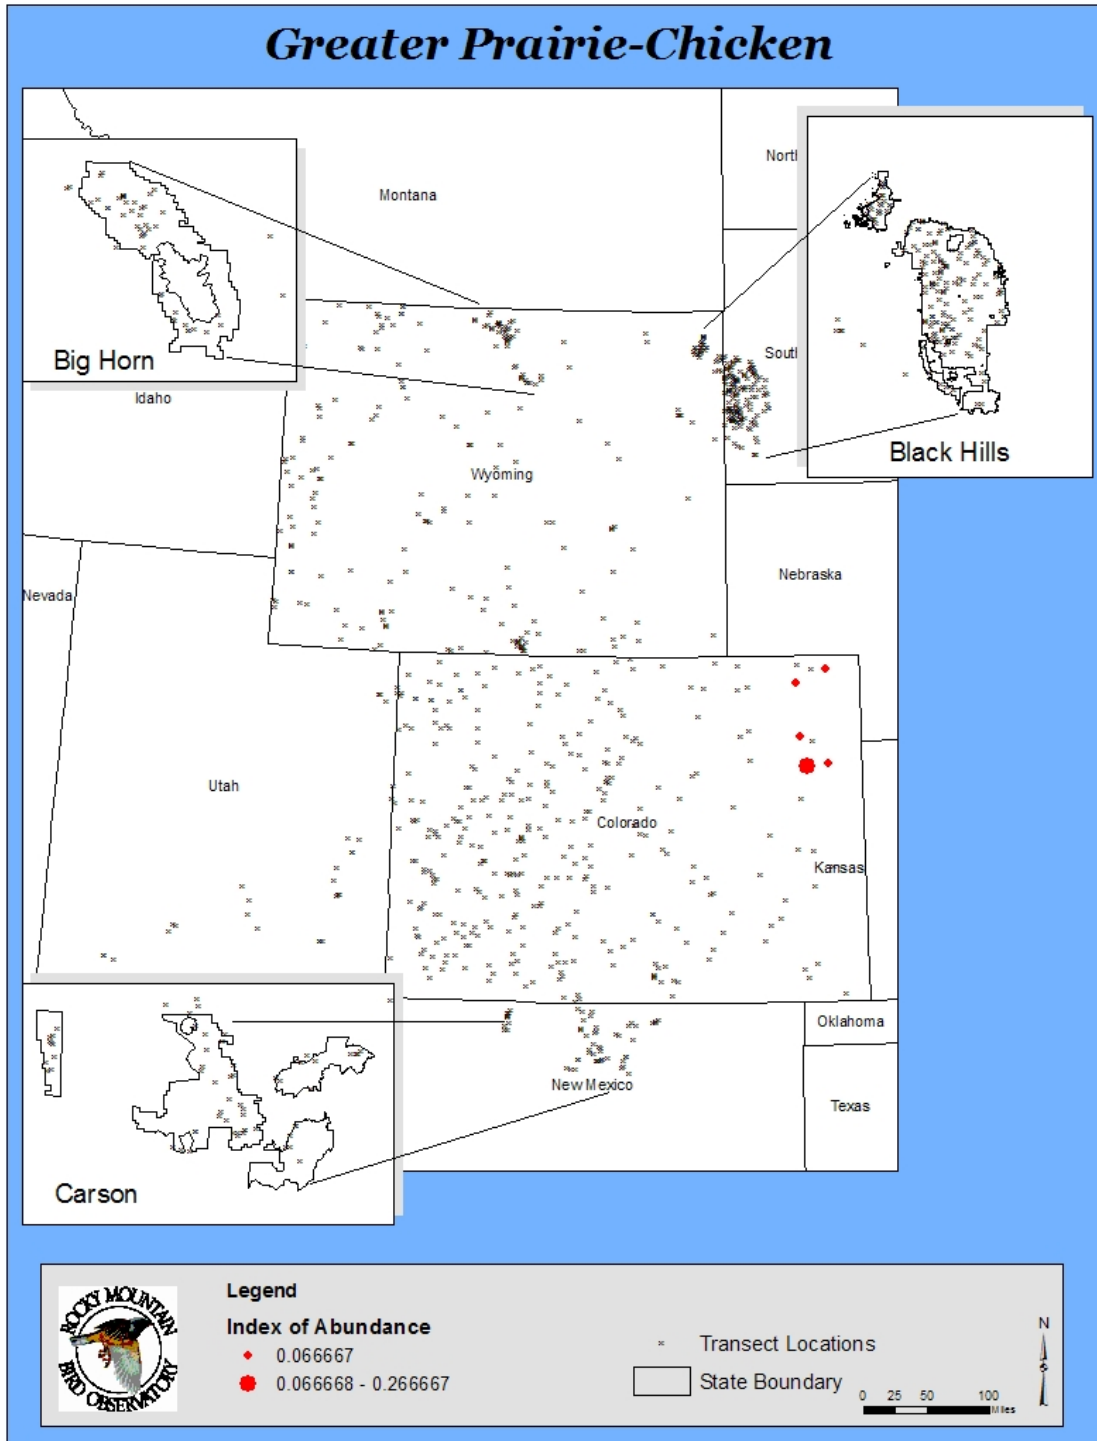 Greater Prairie-Chicken
Montana
North
Big Horn
Idaho
South
Black Hills
Wyoming
Nebraska
Nevada
Utah
Colorado
Kansas
Oklahoma
New Mexico
Texas
Carson
Legend
Index of Abundance
0.066667
0.066668 - 0.266667
Transect Locations
State Boundary
N
0 25 50 100
Miles
ROCKY MOUNTAIN
BIRD OBSERVATORY